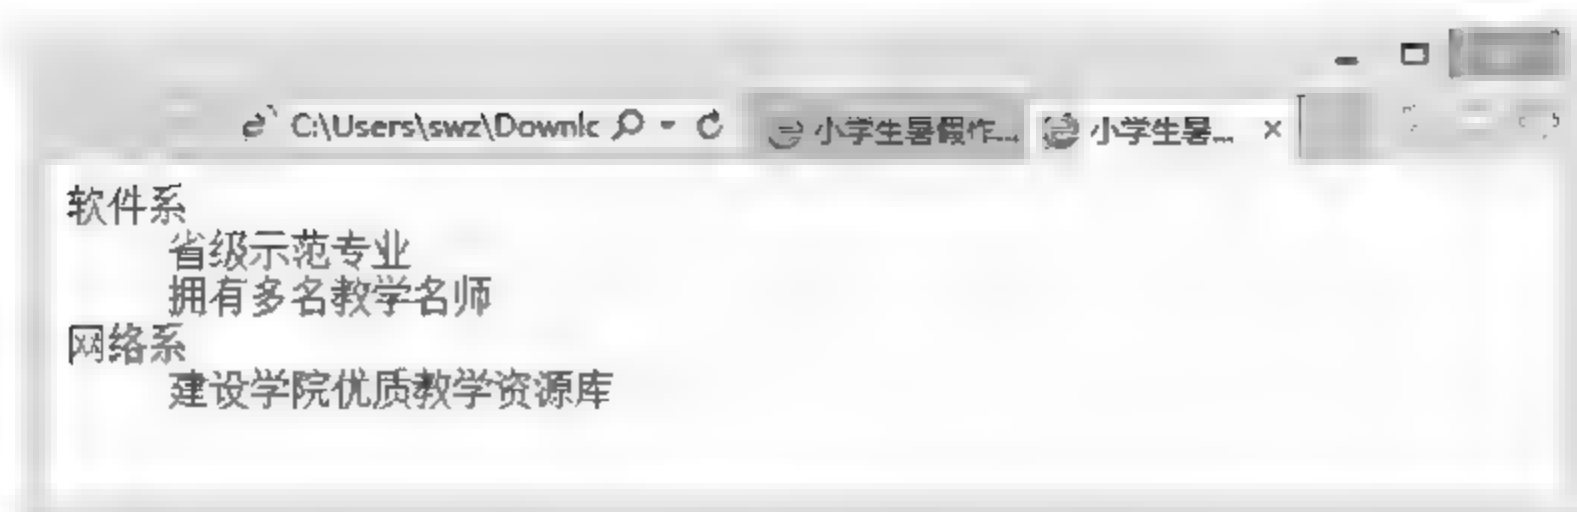 C:\Users\swz\Downlc
小学生暑假作...
小学生暑...
软件系
省级示范专业
拥有多名教学名师
网络系
建设学院优质教学资源库